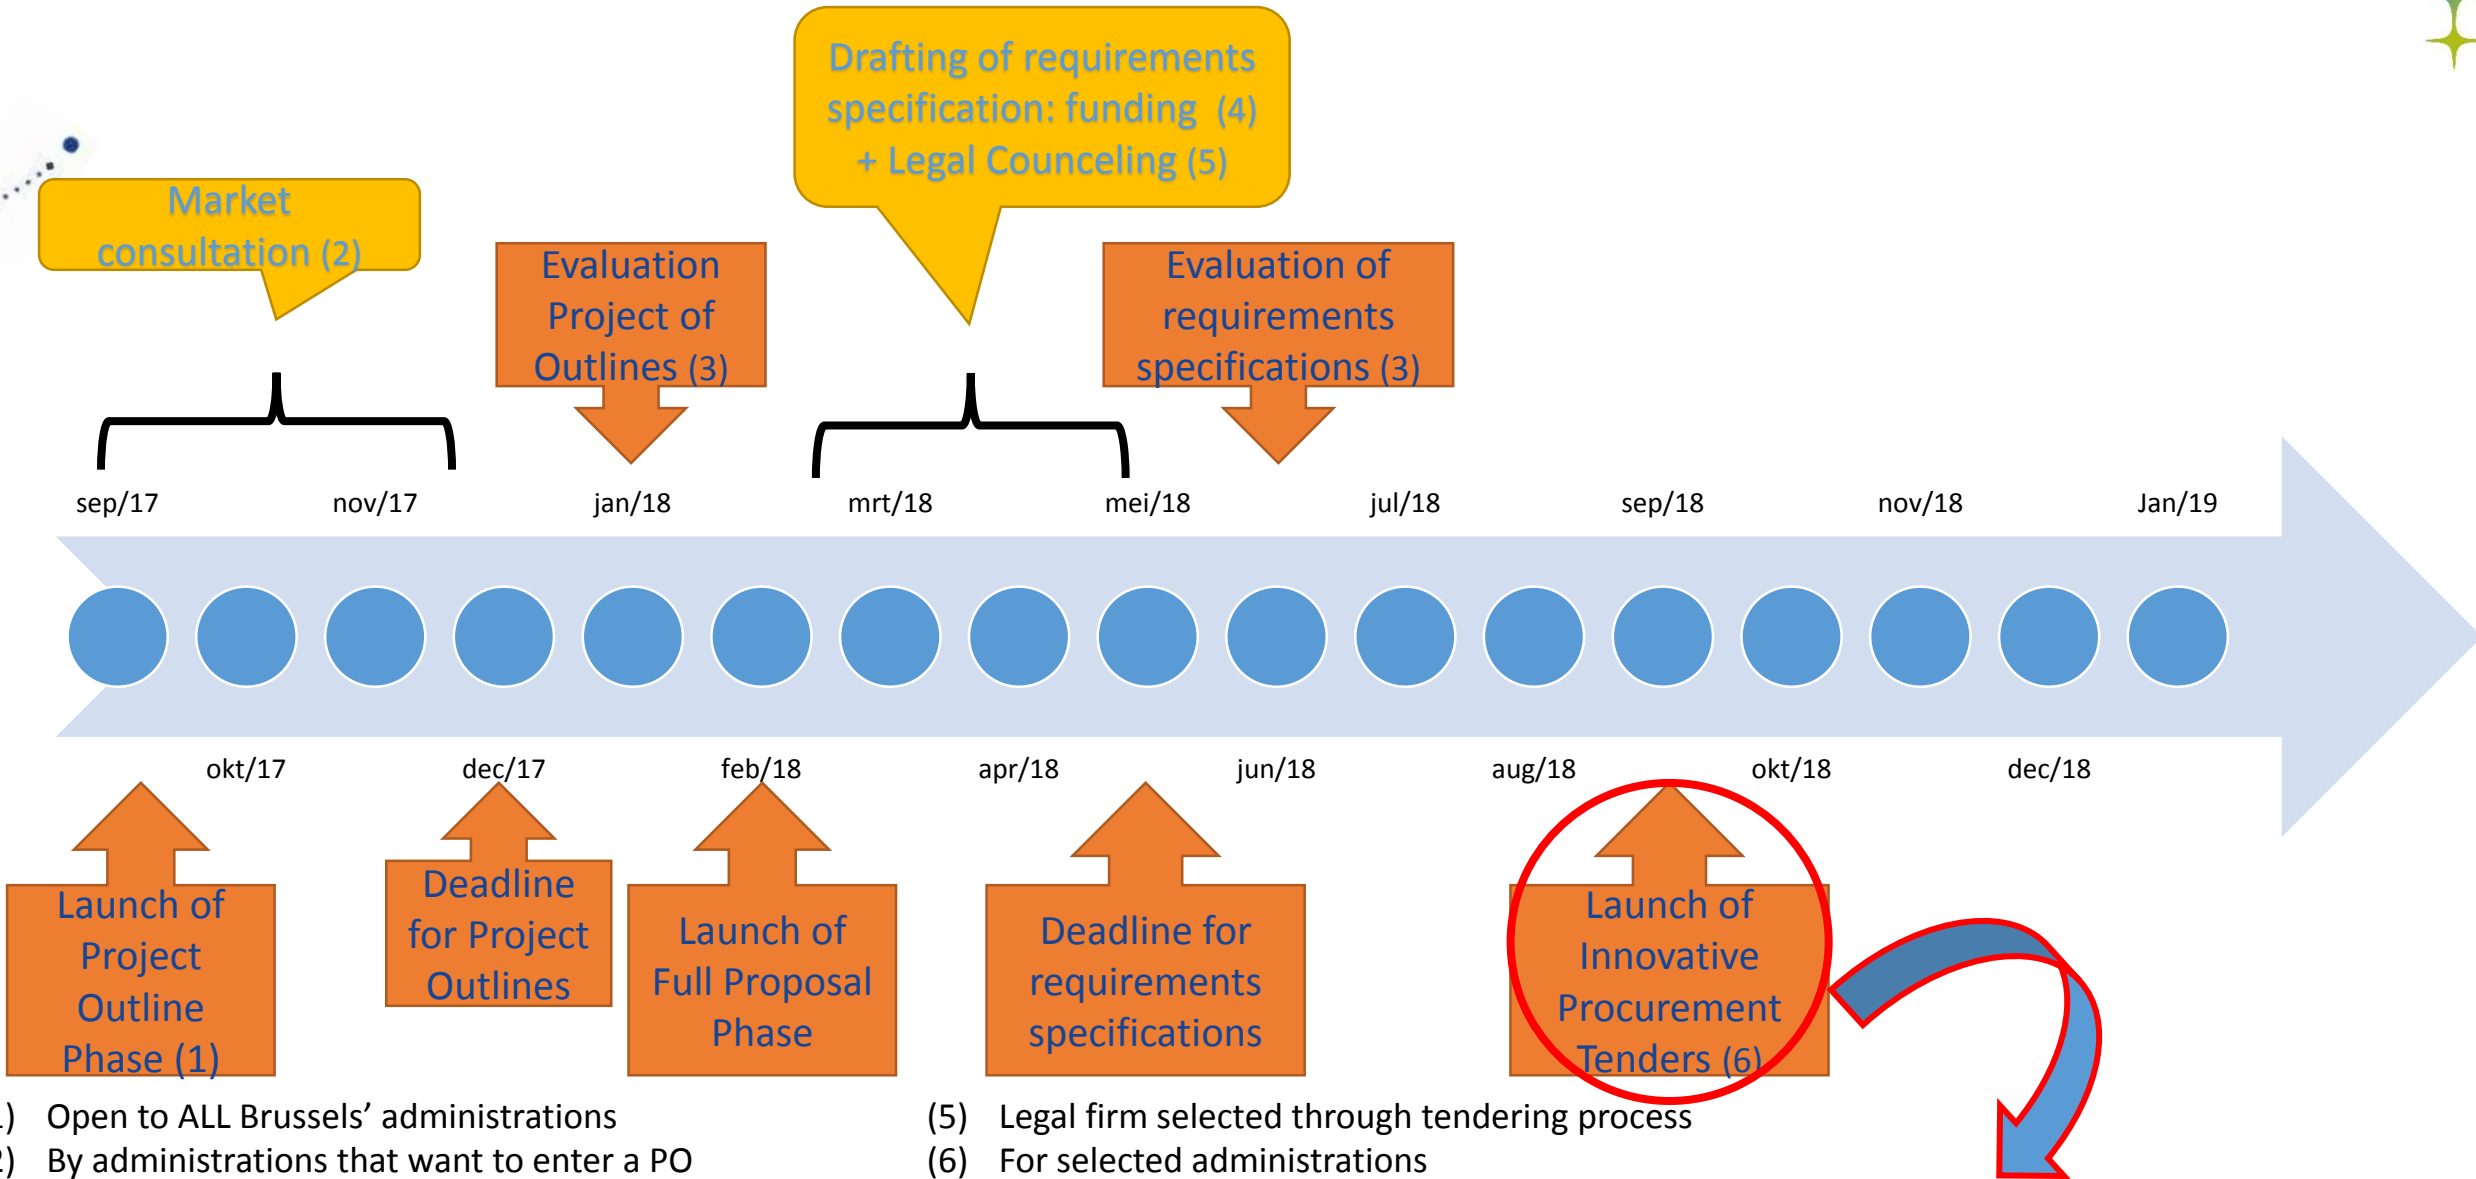 Drafting of requirements
specification: funding (4)
+ Legal Counceling (5)
Market
consultation (2)
Evaluation
Project of
Outlines (3)
Evaluation of
requirements
specifications (3)
sep/17
nov/17
jan/18
mrt/18
mei/18
jul/18
sep/18
nov/18
Jan/19
okt/17
dec/17
feb/18
apr/18
jun/18
aug/18
okt/18
dec/18
Launch of
Project
Outline
Phase (1)
Deadline
for Project
Outlines
Launch of
Full Proposal
Phase
Deadline for
requirements
specifications
Launch of
Innovative
Procurement
Tenders (6)
1) Open to ALL Brussels’ administrations
2) By administrations that want to enter a PO
(5) Legal firm selected through tendering process
(6) For selected administrations